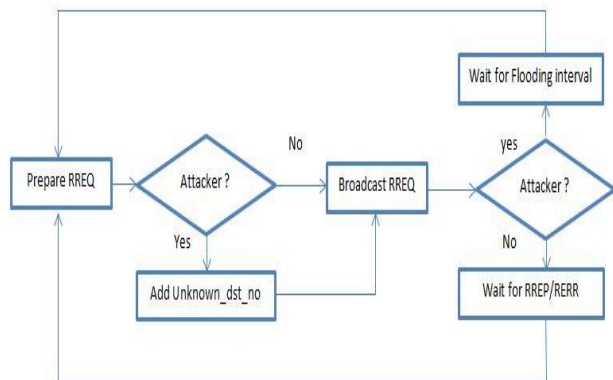 Wait for Flooding interval
No
yes
Prepare RREQ
Attacker ?
Broadcast RREQ
Attacker ?
Yes
No
Add Unknown_dst_no
Wait for RREP/RERR